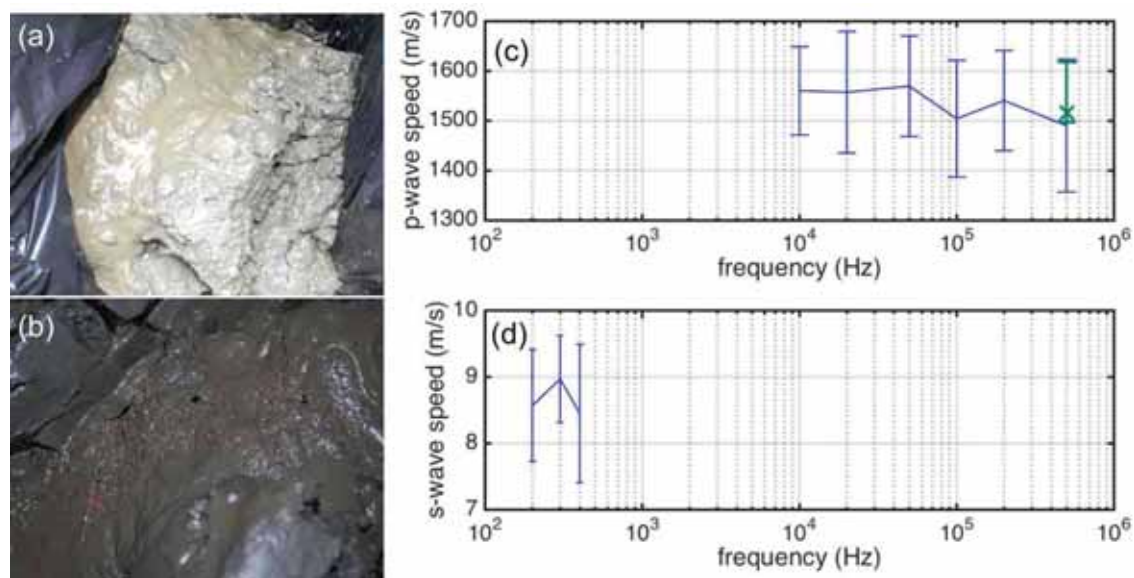 (a)
(b)
(c)
p-wave speed (m/s)
1700
1600
1500
1400
1300
10² 10³ 10⁴ 10⁵ 10⁶
frequency (Hz)
(d)
s-wave speed (m/s)
10
9
8
7
10² 10³ 10⁴ 10⁵ 10⁶
frequency (Hz)